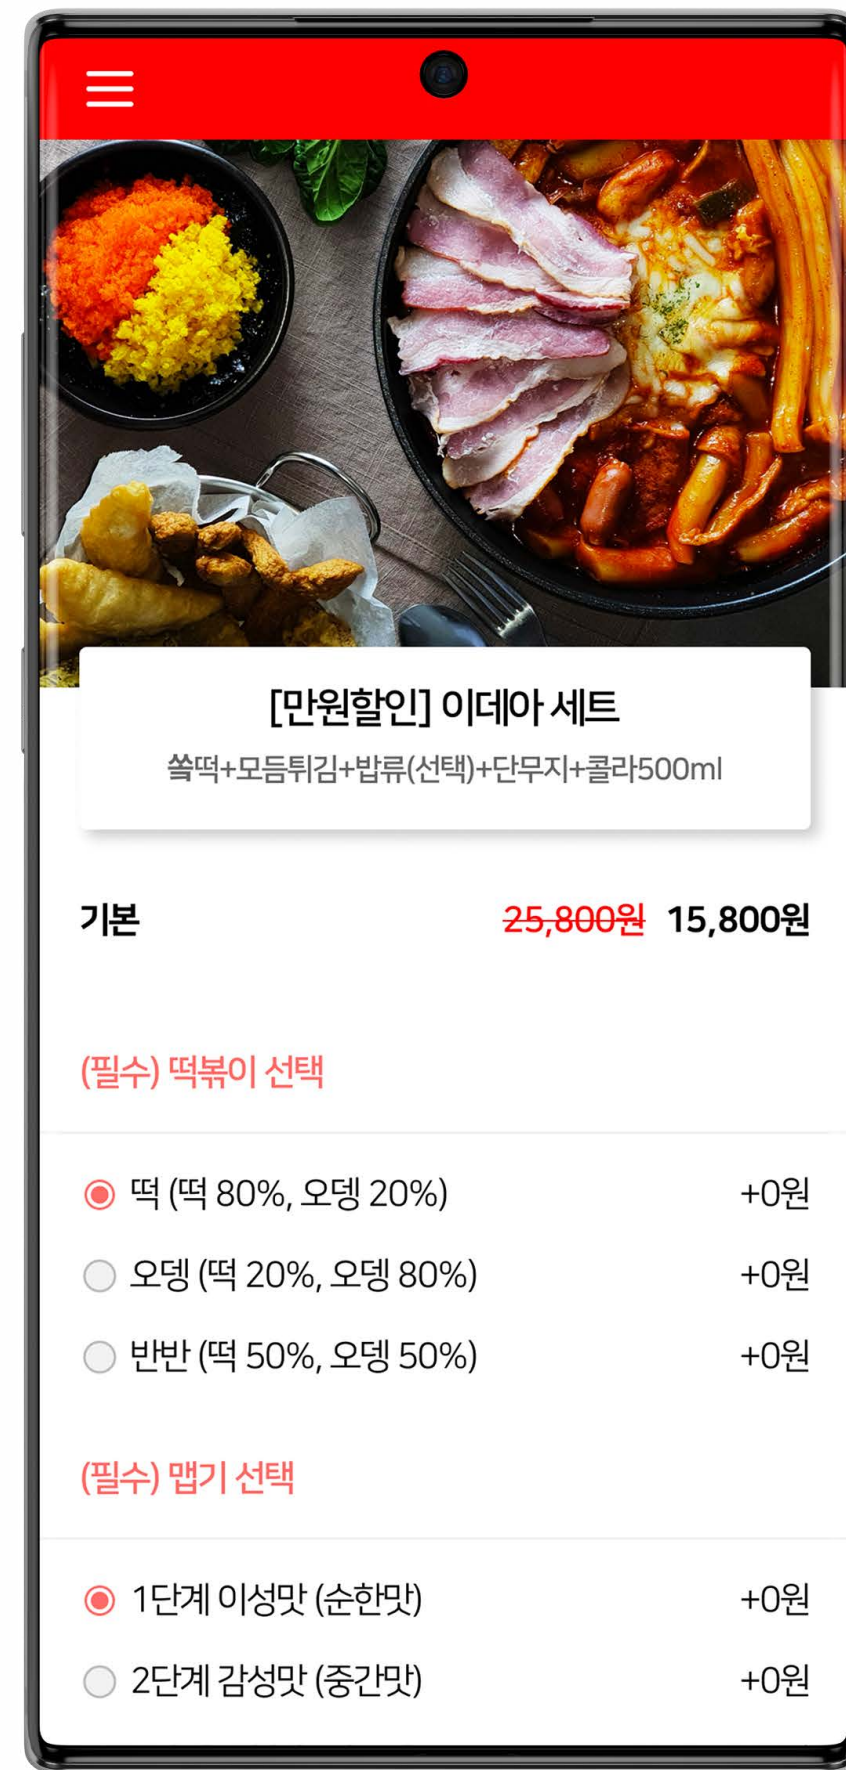 [만원할인] 이데아 세트
쏰떡+모듬튀김+밥류(선택)+단무지+콜라500ml
기본 25,800원 15,800원
(필수) 떡볶이 선택
떡 (떡 80%, 오뎅 20%) +0원
오뎅 (떡 20%, 오뎅 80%) +0원
반반 (떡 50%, 오뎅 50%) +0원
(필수) 맵기 선택
1단계 이성맛 (순한맛) +0원
2단계 감성맛 (중간맛) +0원